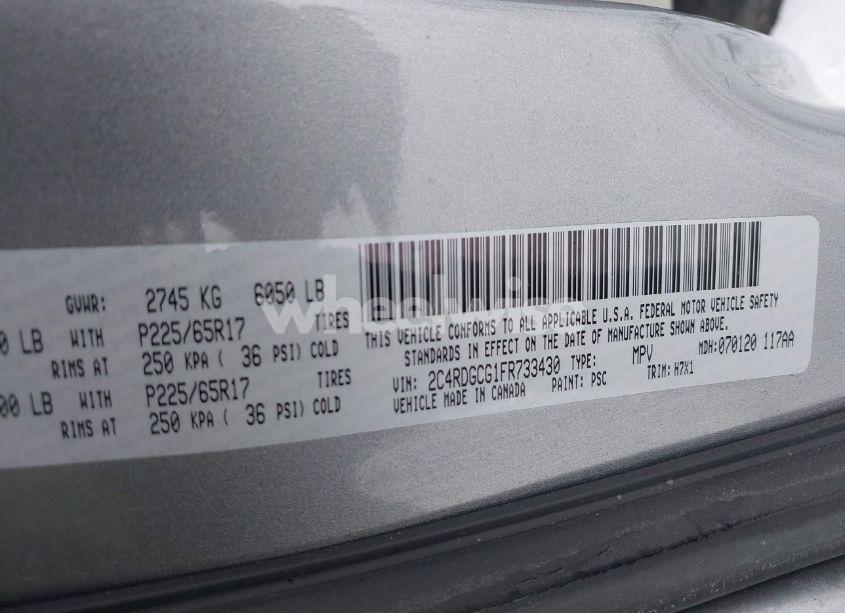 GVWR: 2745 KG 6050 LB
0 LB WITH P225/65R17 TIRES
RIMS AT 250 KPA ( 36 PSI) COLD
00 LB WITH P225/65R17 TIRES
RIMS AT 250 KPA ( 36 PSI) COLD
THIS VEHICLE CONFORMS TO ALL APPLICABLE U.S.A. FEDERAL MOTOR VEHICLE SAFETY
STANDARDS IN EFFECT ON THE DATE OF MANUFACTURE SHOWN ABOVE.
VIN: 2C4RDGCG1FR733430 TYPE: MPV MDH:070120 117AA
VEHICLE MADE IN CANADA PAINT: PSC TRIM: H7X1
wheelwise